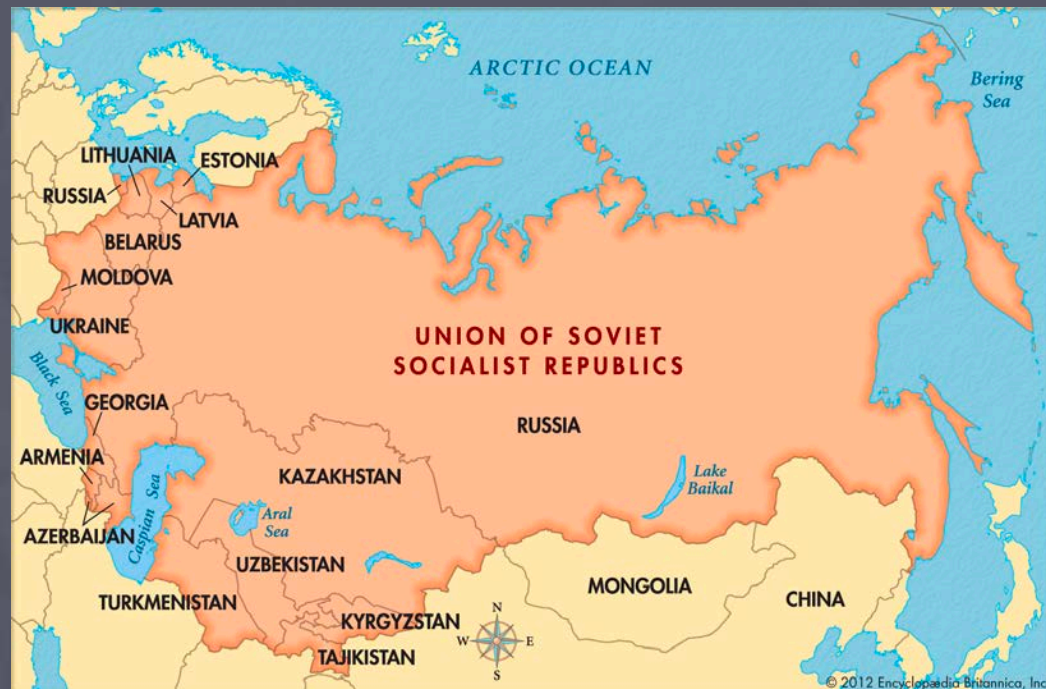 ARCTIC OCEAN
Bering
Sea
LITHUANIA
ESTONIA
RUSSIA
LATVIA
BELARUS
MOLDOVA
UKRAINE
UNION OF SOVIET
SOCIALIST REPUBLICS
Black Sea
GEORGIA
RUSSIA
ARMENIA
KAZAKHSTAN
Lake
Baikal
Caspian Sea
Aral
Sea
AZERBAIJAN
UZBEKISTAN
MONGOLIA
TURKMENISTAN
CHINA
KYRGYZSTAN
TAJIKISTAN
N
W
E
S
© 2012 Encyclopædia Britannica, Inc